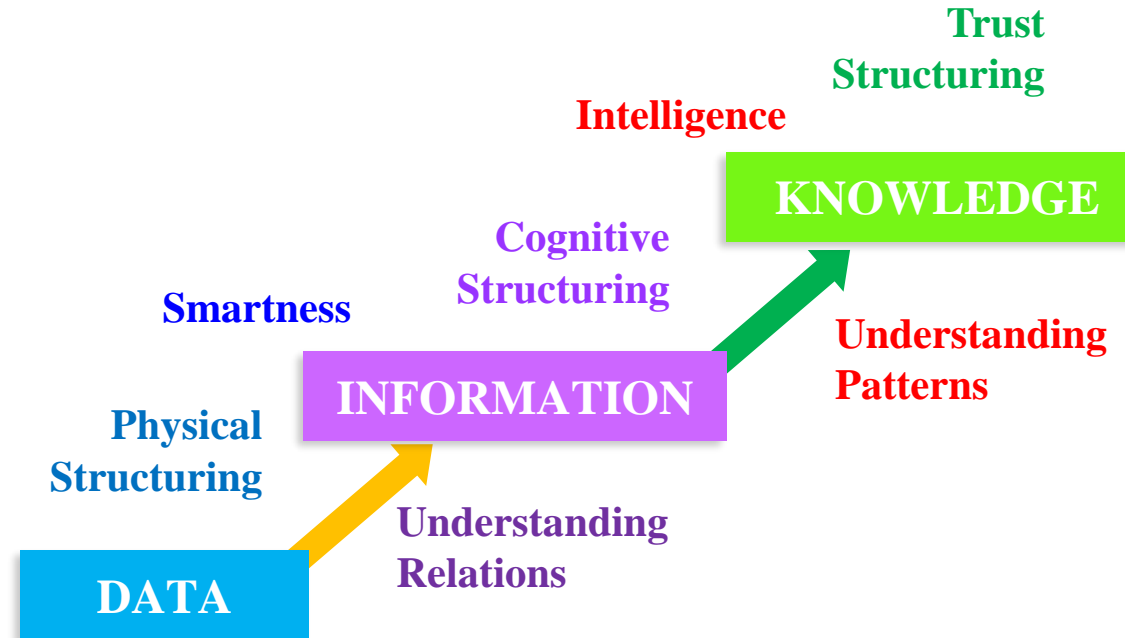 Trust
Structuring
Intelligence
KNOWLEDGE
Cognitive
Structuring
Smartness
Understanding
Patterns
INFORMATION
Physical
Structuring
Understanding
Relations
DATA